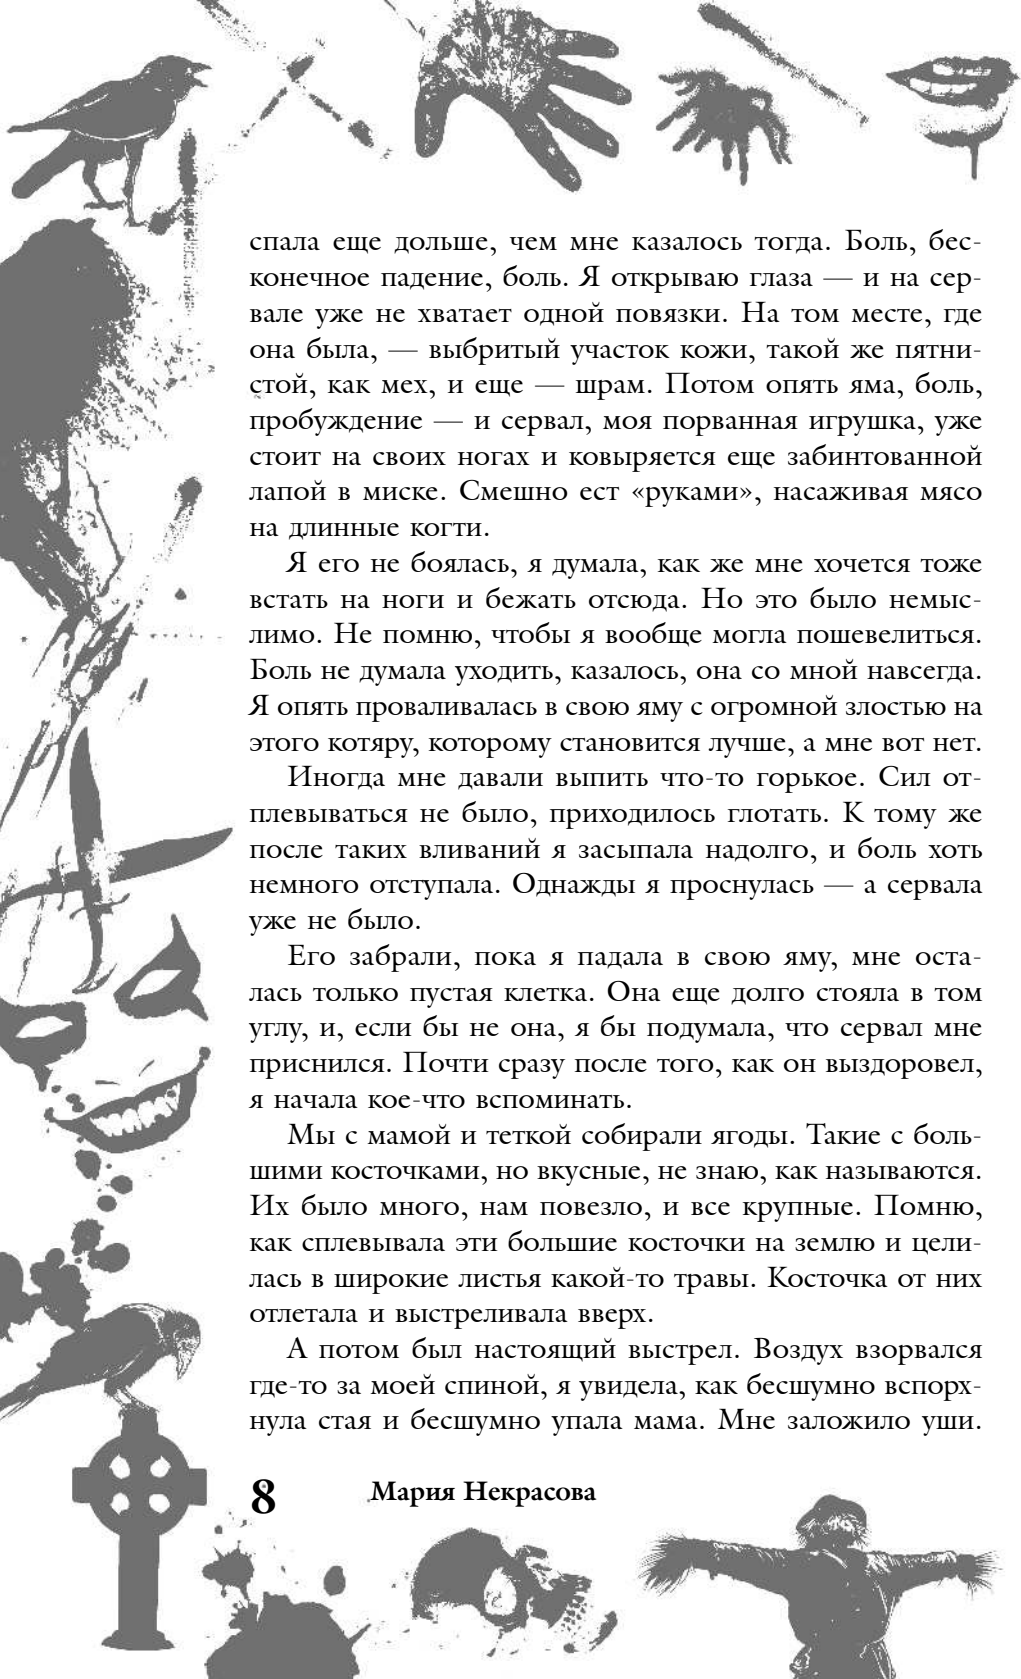 спала еще дольше, чем мне казалось тогда. Боль, бес-
конечное падение, боль. Я открываю глаза — и на сер-
вале уже не хватает одной повязки. На том месте, где
она была, — выбритый участок кожи, такой же пятни-
стой, как мех, и еще — шрам. Потом опять яма, боль,
пробуждение — и сервал, моя порванная игрушка, уже
стоит на своих ногах и ковыряется еще забинтованной
лапой в миске. Смешно ест «руками», насаживая мясо
на длинные когти.
Я его не боялась, я думала, как же мне хочется тоже
встать на ноги и бежать отсюда. Но это было немыс-
лимо. Не помню, чтобы я вообще могла пошевелиться.
Боль не думала уходить, казалось, она со мной навсегда.
Я опять проваливалась в свою яму с огромной злостью на
этого котяру, которому становится лучше, а мне вот нет.
Иногда мне давали выпить что-то горькое. Сил от-
плевываться не было, приходилось глотать. К тому же
после таких вливаний я засыпала надолго, и боль хоть
немного отступала. Однажды я проснулась — а сервала
уже не было.
Его забрали, пока я падала в свою яму, мне оста-
лась только пустая клетка. Она еще долго стояла в том
углу, и, если бы не она, я бы подумала, что сервал мне
приснился. Почти сразу после того, как он выздоровел,
я начала кое-что вспоминать.
Мы с мамой и теткой собирали ягоды. Такие с боль-
шими косточками, но вкусные, не знаю, как называются.
Их было много, нам повезло, и все крупные. Помню,
как сплевывала эти большие косточки на землю и цели-
лась в широкие листья какой-то травы. Косточка от них
отлетала и выстреливала вверх.
А потом был настоящий выстрел. Воздух взорвался
где-то за моей спиной, я увидела, как бесшумно вспорх-
нула стая и бесшумно упала мама. Мне заложило уши.
8 Мария Некрасова